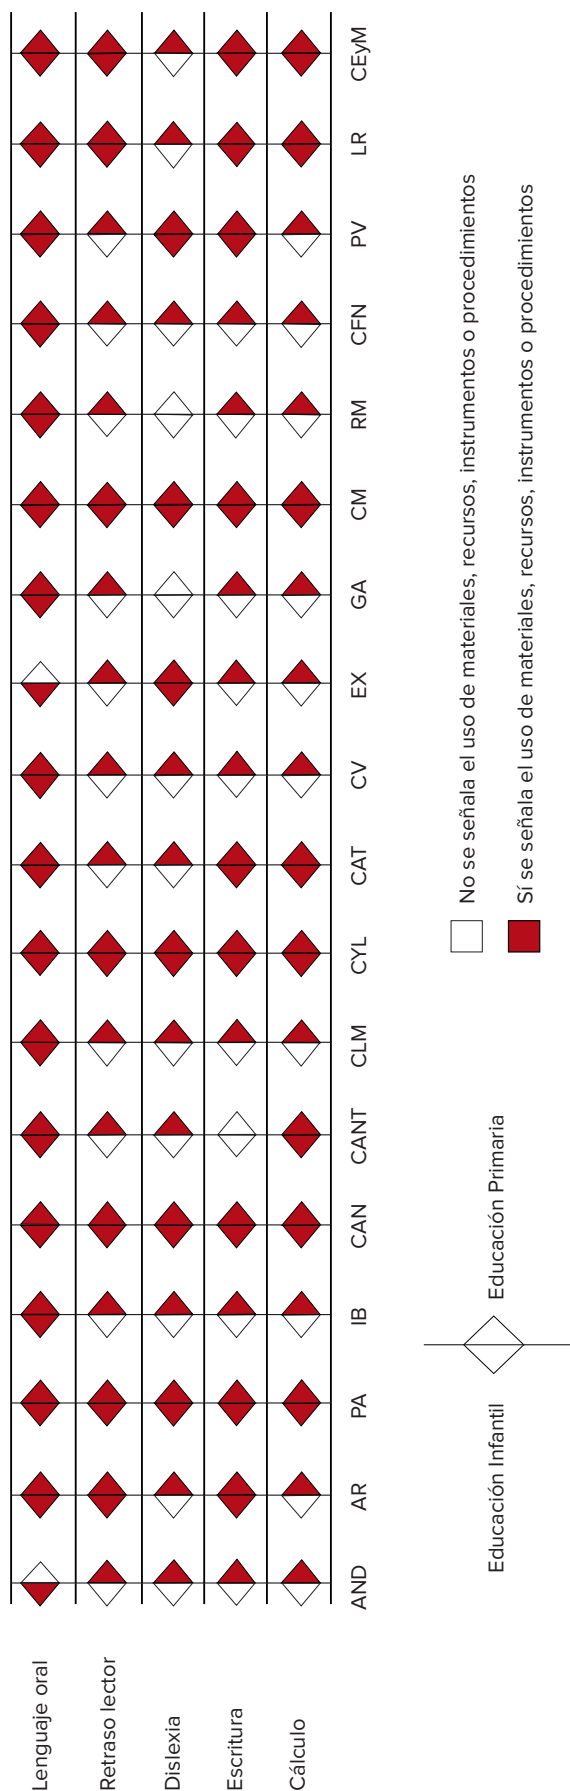 Lenguaje oral
Retraso lector
Dislexia
Escritura
Cálculo
AND
AR
PA
IB
CAN
CANT
CLM
CYL
CAT
CV
EX
GA
CM
RM
CFN
PV
LR
CEyM
Educación Infantil
Educación Primaria
No se señala el uso de materiales, recursos, instrumentos o procedimientos
Sí se señala el uso de materiales, recursos, instrumentos o procedimientos